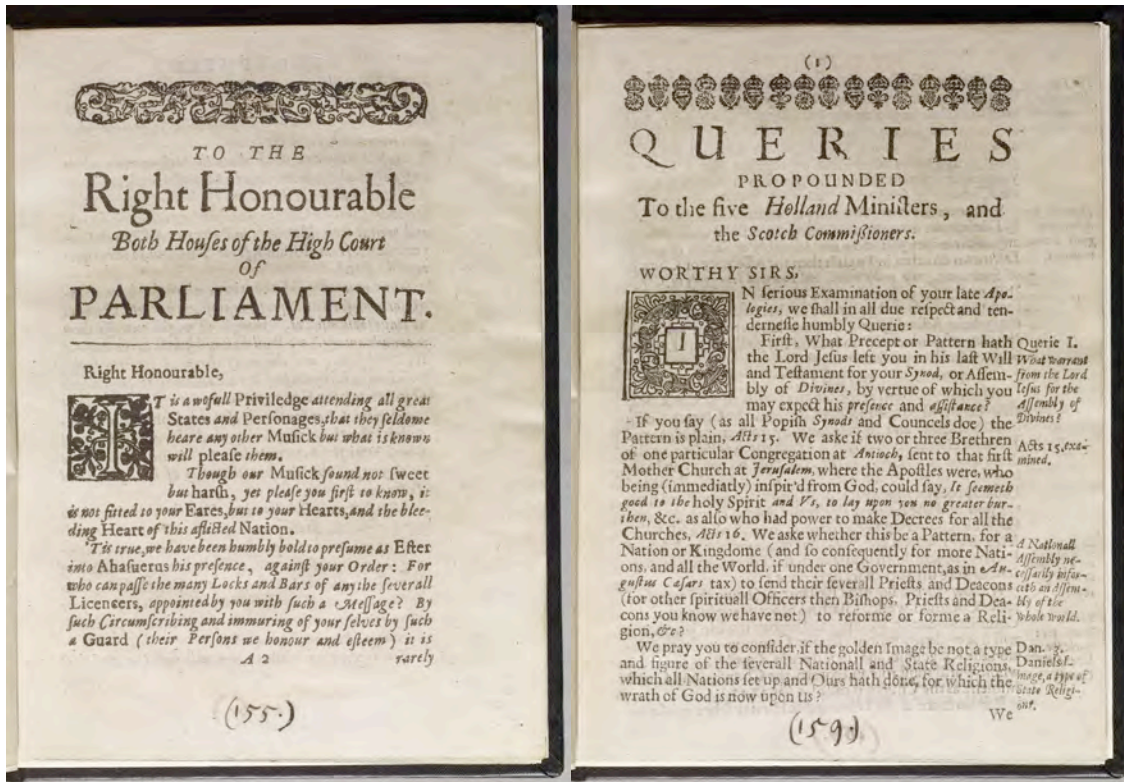 TO THE
Right Honourable
Both Houſes of the High Court
of
PARLIAMENT.
Right Honourable,
IT is a wofull Priviledge attending all great
States and Perſonages, that they ſeldome
heare any other Muſick but what is known
will pleaſe them.
Though our Muſick ſound not ſweet
but harſh, yet pleaſe you firſt to know, it
is not fitted to your Eares, but to your Hearts, and the blee-
ding Heart of this aflicted Nation.
'Tis true, we have been humbly bold to preſume as Eſter
into Ahaſuerus his preſence, againſt your Order: For
who can paſſe the many Locks and Bars of any the ſeverall
Licencers, appointed by you with ſuch a Meſſage? By
ſuch Circumſcribing and immuring of your ſelves by ſuch
a Guard (their Perſons we honour and eſteem) it is
A 2 rarely
(155.)
(1)
QUERIES
PROPOUNDED
To the five Holland Miniſters, and
the Scotch Commiſſioners.
WORTHY SIRS,
IN ſerious Examination of your late Apo-
logies, we ſhall in all due reſpect and ten-
derneſſe humbly Querie:
Firſt, What Precept or Pattern hath
the Lord Jeſus left you in his laſt Will
and Teſtament for your Synod, or Aſſem-
bly of Divines, by vertue of which you
may expect his preſence and aſſiſtance?
If you ſay (as all Popiſh Synods and Councels doe) the
Pattern is plain, Acts 15. We aske if two or three Brethren
of one particular Congregation at Antioch, ſent to that firſt
Mother Church at Jeruſalem, where the Apoſtles were, who
being (immediatly) inſpir'd from God, could ſay, It ſeemeth
good to the holy Spirit and Vs, to lay upon you no greater bur-
then, &c. as alſo who had power to make Decrees for all the
Churches, Acts 16. We aske whether this be a Pattern, for a
Nation or Kingdome (and ſo conſequently for more Nati-
ons, and all the World, if under one Government, as in Au-
guſtus Caſars tax) to ſend their ſeverall Prieſts and Deacons
(for other ſpirituall Officers then Biſhops, Prieſts and Dea-
cons you know we have not) to reforme or forme a Reli-
gion, &c?
We pray you to conſider, if the golden Image be not a type
and figure of the ſeverall Nationall and State Religions,
which all Nations ſet up and Ours hath done, for which the
wrath of God is now upon us?
We
Querie I.
What warrant
from the Lord
Ieſus for the
Aſſembly of
Divines?
Acts 15. exa-
mined.
A Nationall
Aſſembly ne-
ceſſarily infor-
ceth an Aſſem-
bly of the
whole world.
Dan. 3.
Daniels I-
mage, a type of
State Religi-
ons.
(159.)